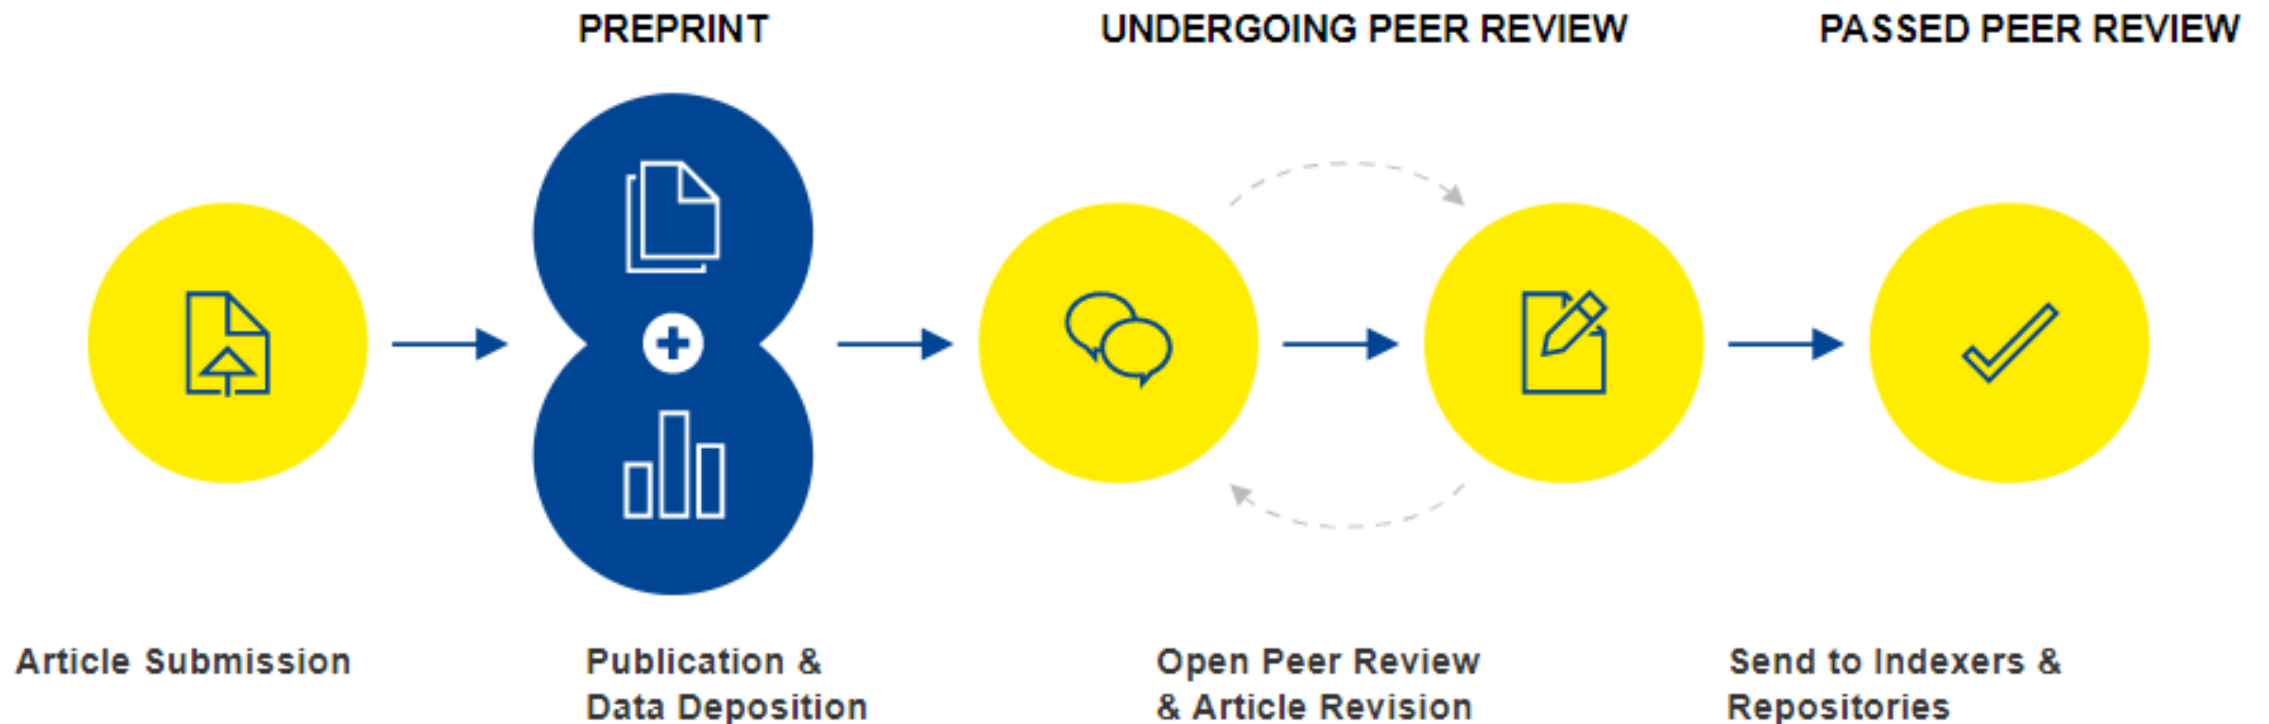 PREPRINT
UNDERGOING PEER REVIEW
PASSED PEER REVIEW
Article Submission
Publication &
Data Deposition
Open Peer Review
& Article Revision
Send to Indexers &
Repositories